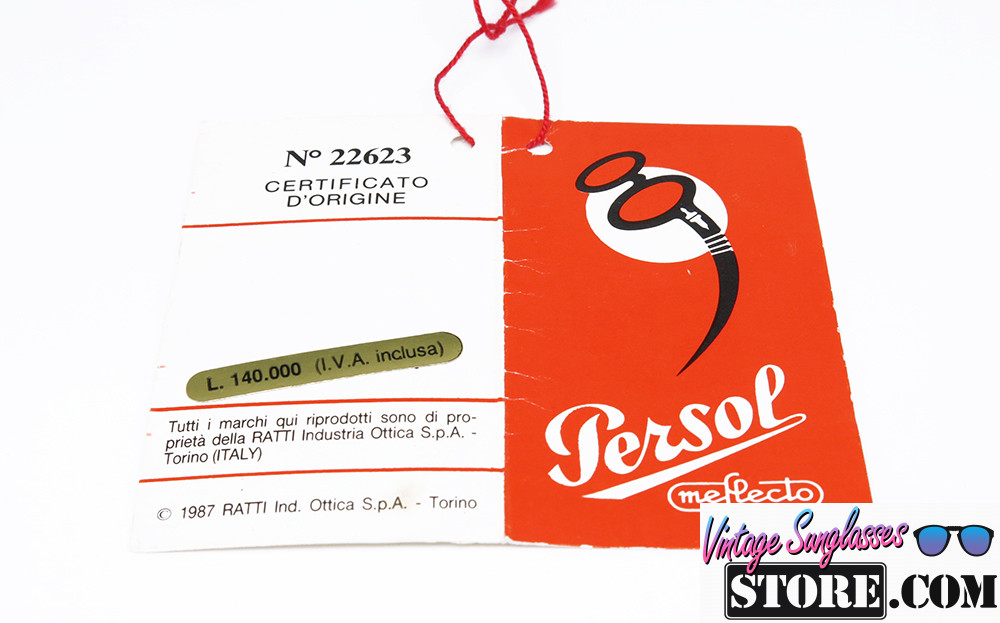 Nº 22623
CERTIFICATO
D'ORIGINE
L. 140.000 (I.V.A. inclusa)
Tutti i marchi qui riprodotti sono di pro-
prietà della RATTI Industria Ottica S.p.A. -
Torino (ITALY)
© 1987 RATTI Ind. Ottica S.p.A. - Torino
Persol
meflecto
Vintage Sunglasses
STORE.COM